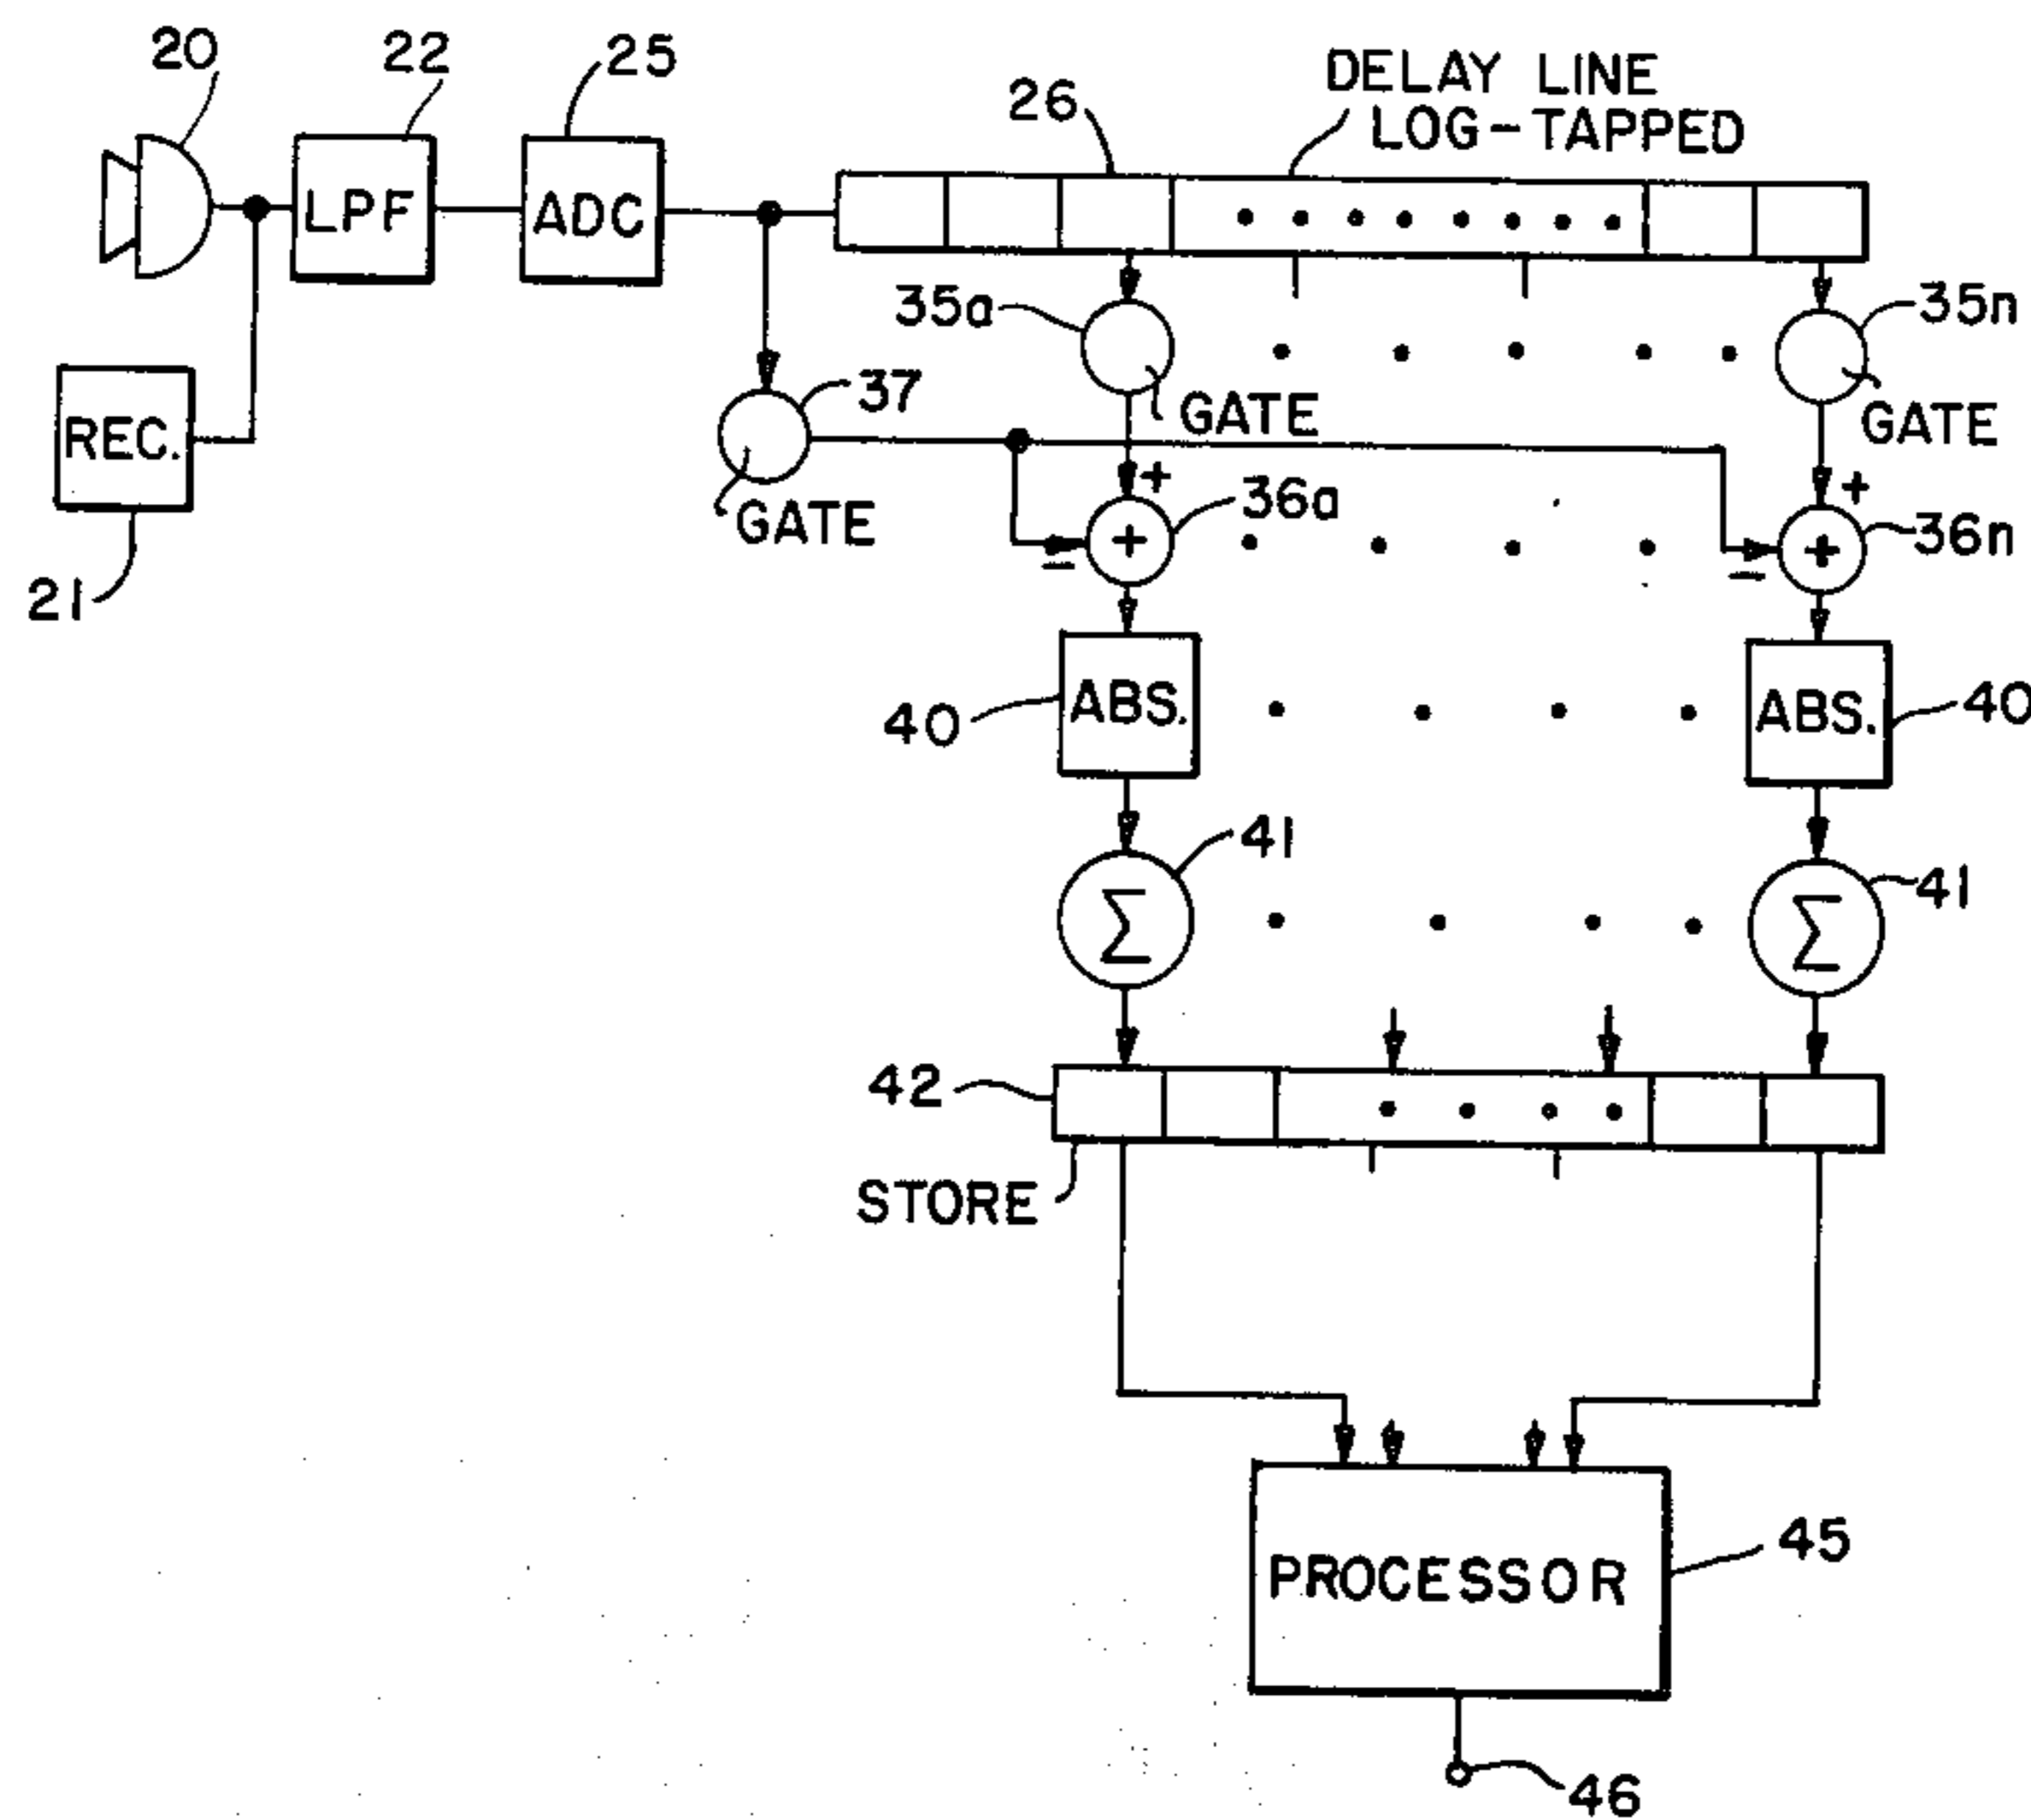 20
22
25
26
DELAY LINE
LOG-TAPPED
LPF
ADC
35a
35n
37
GATE
GATE
REC.
GATE
+
+
36a
36n
+
+
-
-
21
ABS.
ABS.
40
40
41
41
Σ
Σ
42
STORE
PROCESSOR
45
46